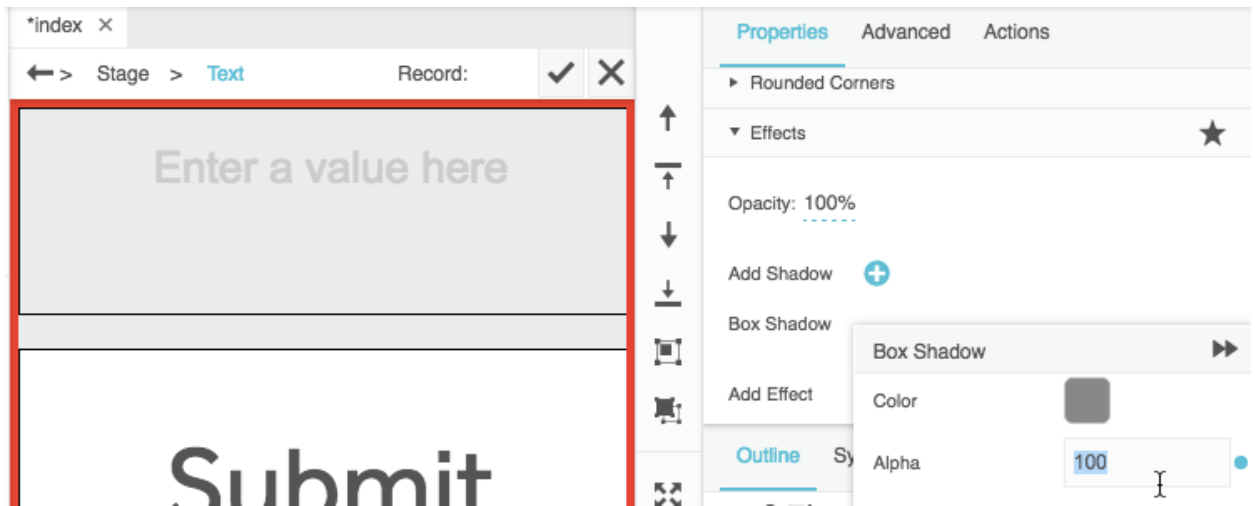 *index ×
> Stage > Text Record:
Enter a value here
Submit
Properties Advanced Actions
Rounded Corners
Effects
Opacity: 100%
Add Shadow
Box Shadow
Add Effect
Box Shadow
Color
Alpha 100
Outline Sy